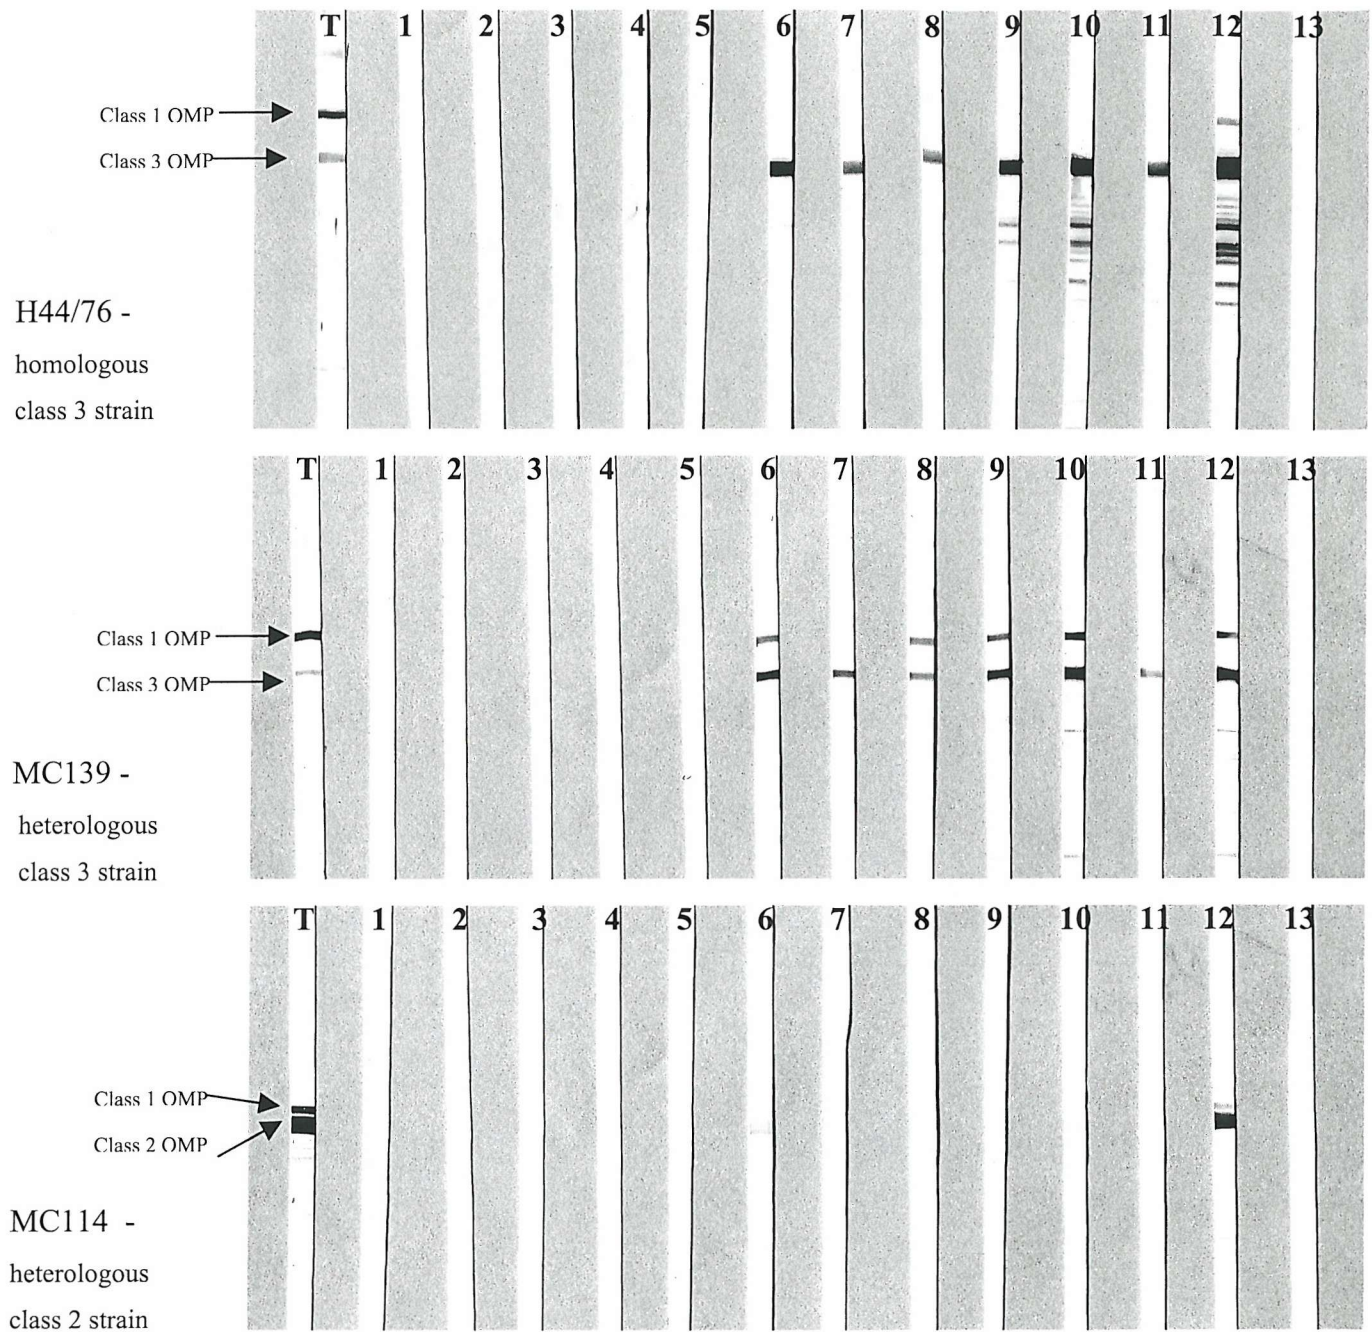 T 1 2 3 4 5 6 7 8 9 10 11 12 13
Class 1 OMP
Class 3 OMP
H44/76 -
homologous
class 3 strain
T 1 2 3 4 5 6 7 8 9 10 11 12 13
Class 1 OMP
Class 3 OMP
MC139 -
heterologous
class 3 strain
T 1 2 3 4 5 6 7 8 9 10 11 12 13
Class 1 OMP
Class 2 OMP
MC114 -
heterologous
class 2 strain